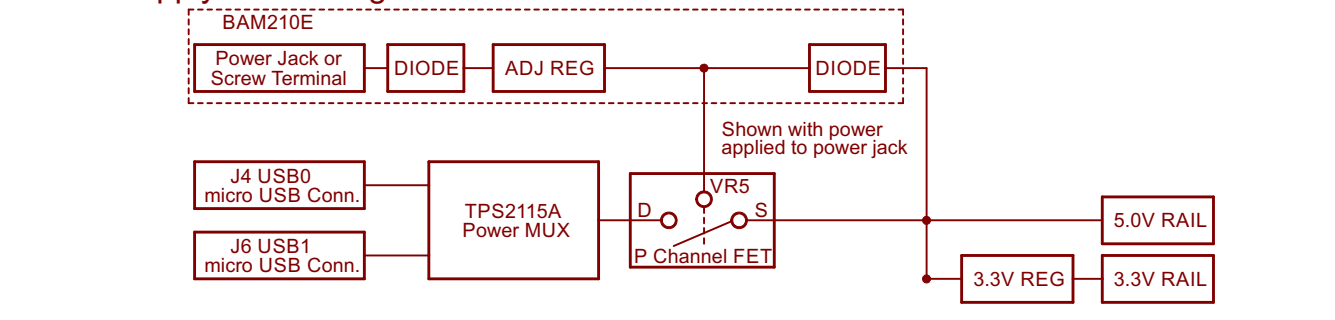 BAM210E
Power Jack or
Screw Terminal
DIODE
ADJ REG
DIODE
Shown with power
applied to power jack
J4 USB0
micro USB Conn.
J6 USB1
micro USB Conn.
TPS2115A
Power MUX
VR5
D
S
P Channel FET
5.0V RAIL
3.3V REG
3.3V RAIL